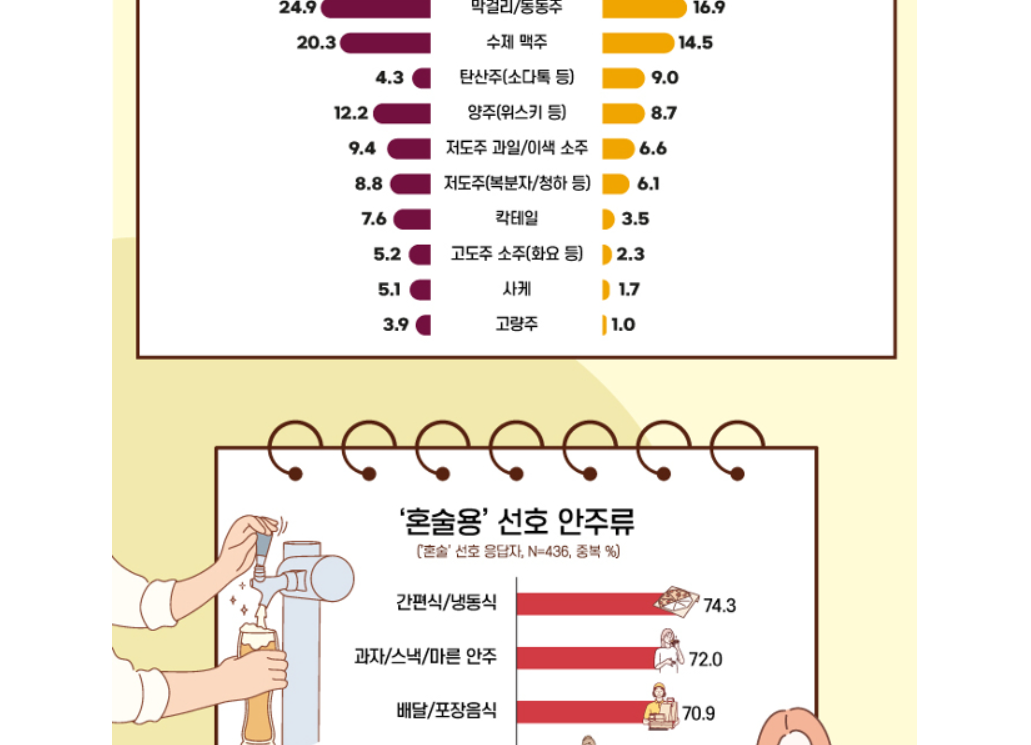 24.9 막걸리/동동주 16.9
20.3 수제 맥주 14.5
4.3 탄산주(소다톡 등) 9.0
12.2 양주(위스키 등) 8.7
9.4 저도주 과일/이색 소주 6.6
8.8 저도주(복분자/청하 등) 6.1
7.6 칵테일 3.5
5.2 고도주 소주(화요 등) 2.3
5.1 사케 1.7
3.9 고량주 1.0
‘혼술용’ 선호 안주류
(‘혼술’ 선호 응답자, N=436, 중복 %)
간편식/냉동식 74.3
과자/스낵/마른 안주 72.0
배달/포장음식 70.9